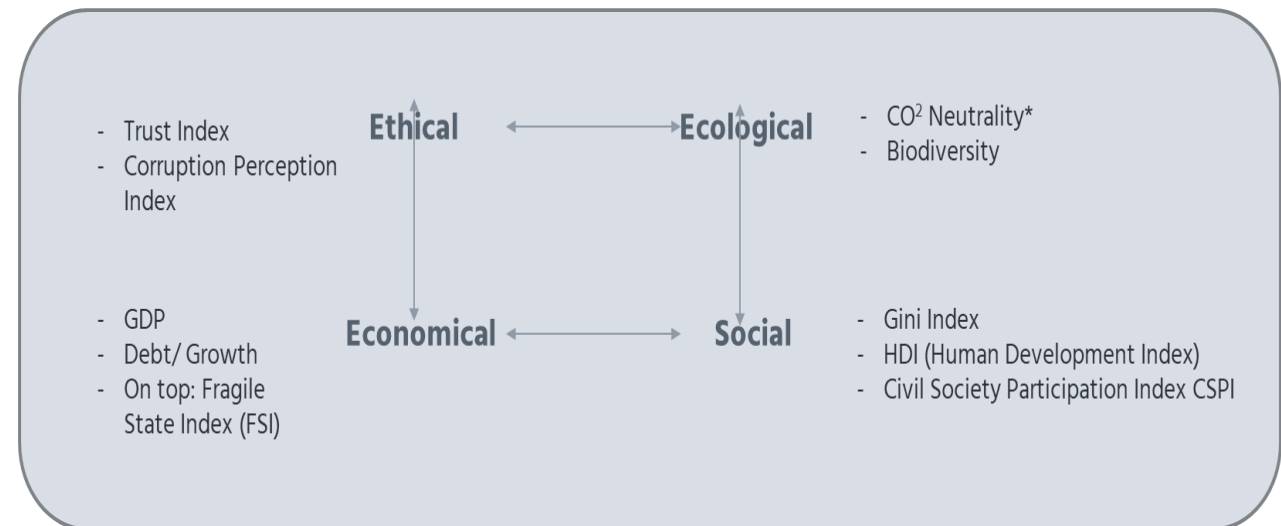 - Trust Index
- Corruption Perception
Index
Ethical
Ecological
- CO² Neutrality*
- Biodiversity
- GDP
- Debt/ Growth
- On top: Fragile
State Index (FSI)
Economical
Social
- Gini Index
- HDI (Human Development Index)
- Civil Society Participation Index CSPI